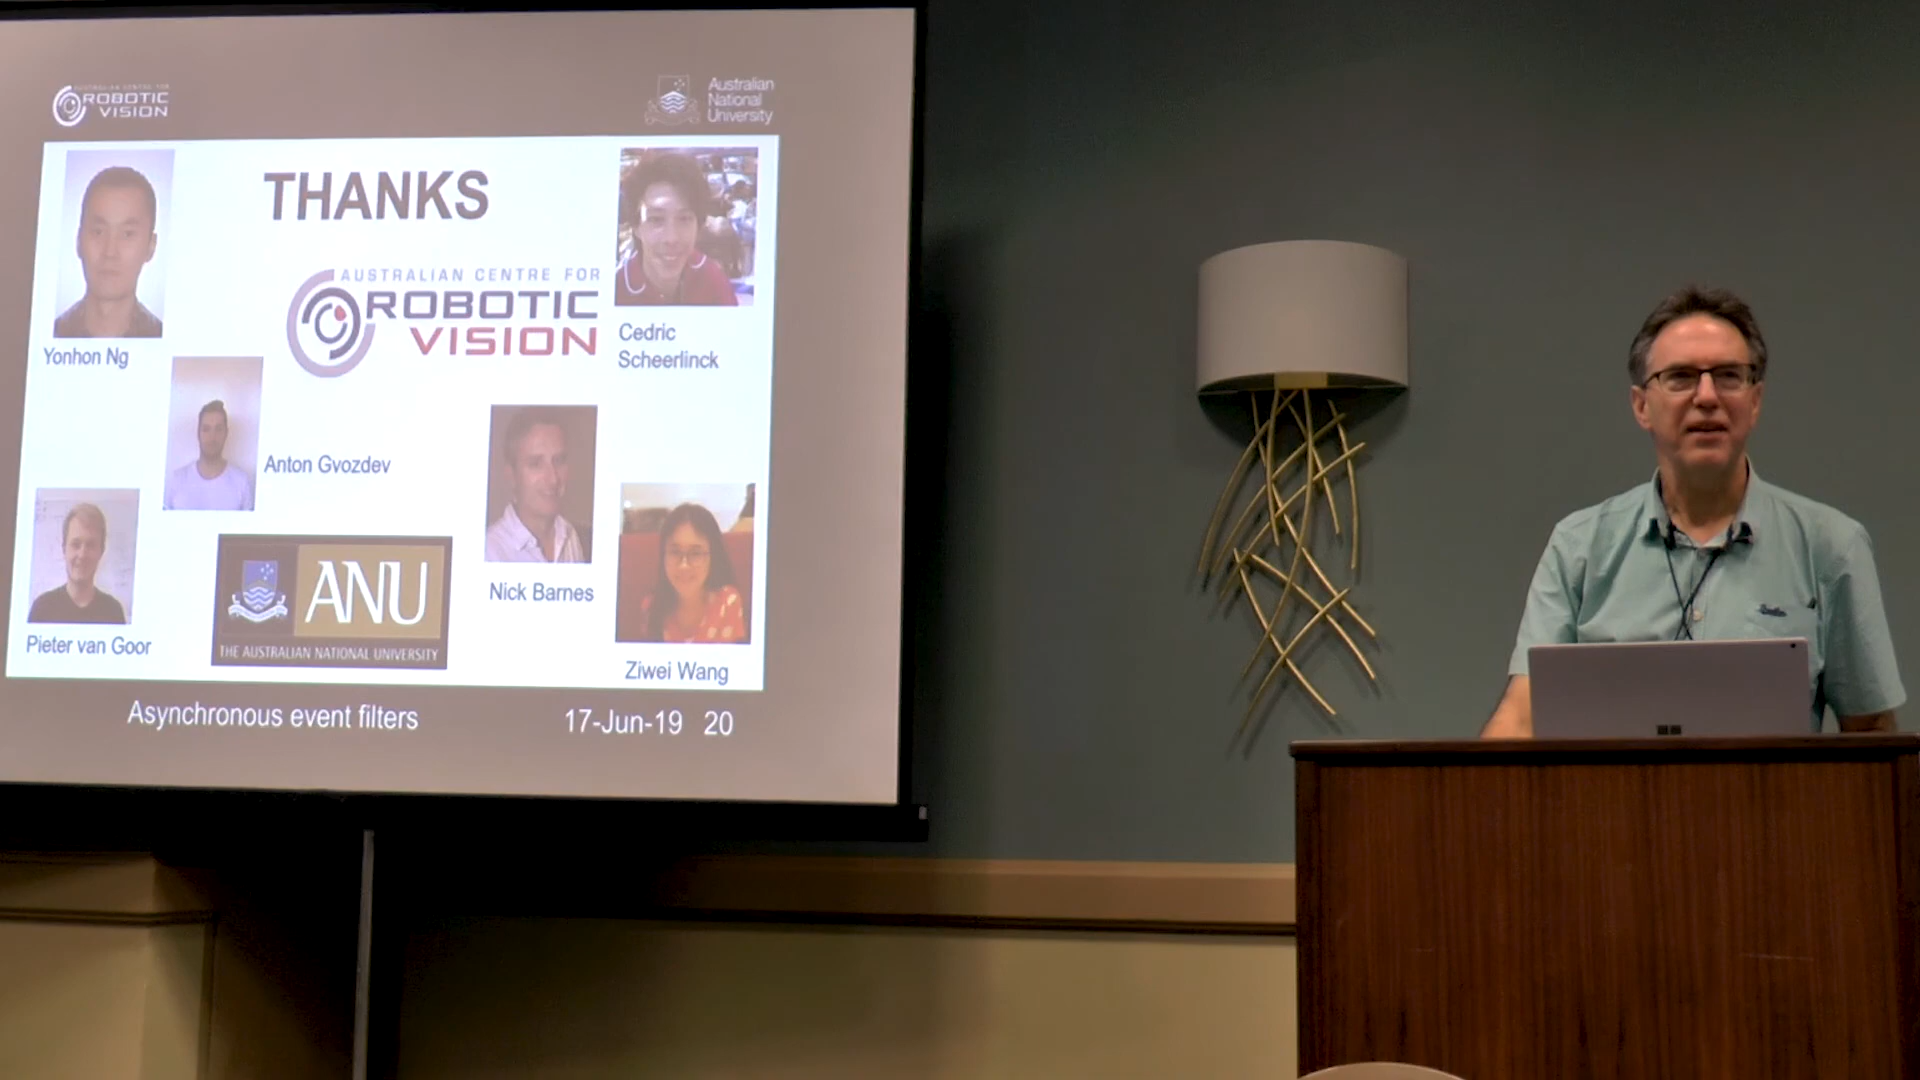 AUSTRALIAN CENTRE FOR
ROBOTIC
VISION
Australian
National
University
THANKS
AUSTRALIAN CENTRE FOR
ROBOTIC
VISION
Yonhon Ng
Cedric
Scheerlinck
Anton Gvozdev
Nick Barnes
Pieter van Goor
ANU
THE AUSTRALIAN NATIONAL UNIVERSITY
Ziwei Wang
Asynchronous event filters
17-Jun-19 20